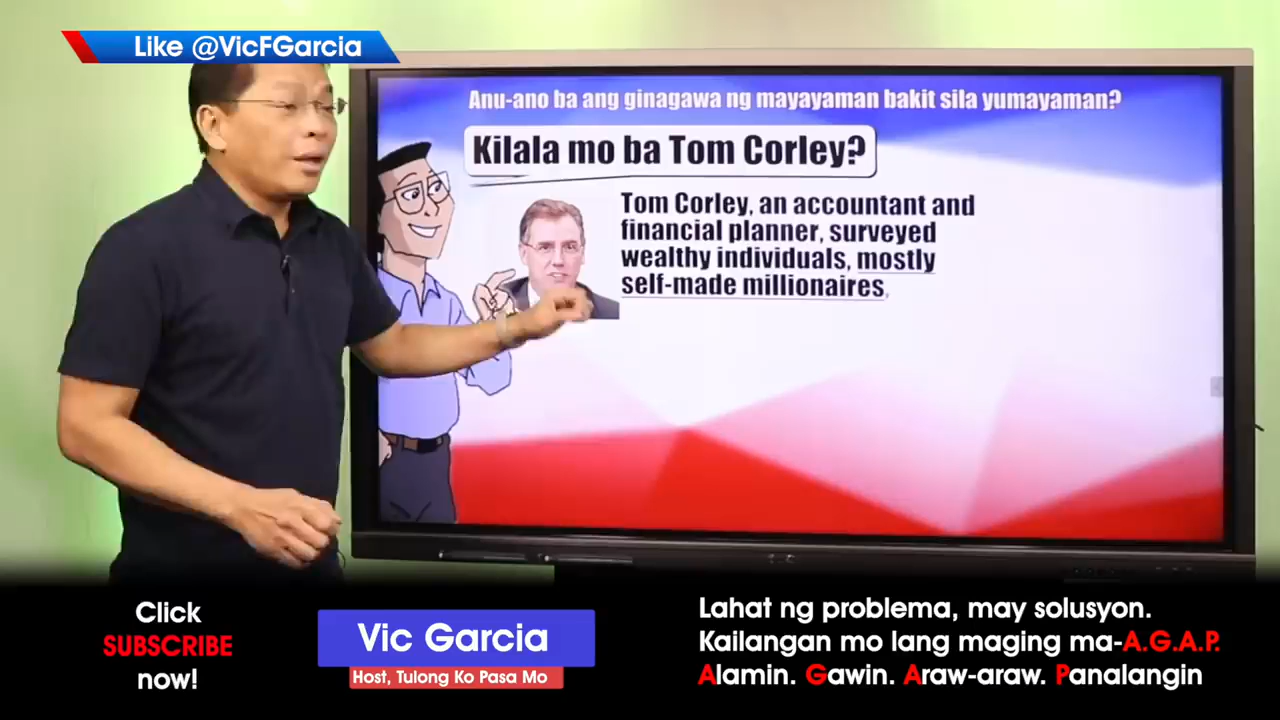 Like @VicFGarcia
Anu-ano ba ang ginagawa ng mayayaman bakit sila yumayaman?
Kilala mo ba Tom Corley?
Tom Corley, an accountant and
financial planner, surveyed
wealthy individuals, mostly
self-made millionaires,
Click
SUBSCRIBE
now!
Vic Garcia
Host, Tulong Ko Pasa Mo
Lahat ng problema, may solusyon.
Kailangan mo lang maging ma-A.G.A.P.
Alamin. Gawin. Araw-araw. Panalangin